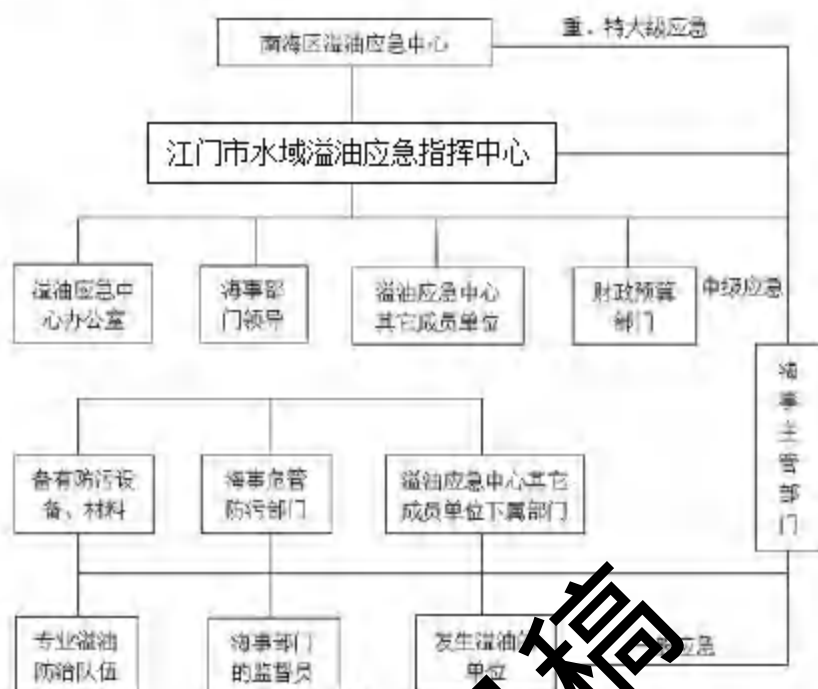 南海区溢油应急中心
重、特大级应急
江门市水域溢油应急指挥中心
溢油应急中
心办公室
海事部
门领导
溢油应急中心
其它成员单位
财政预算
部门
中级应急
海事主管部门
备有防污设
备、材料
海事危管
防污部门
溢油应急中心其它
成员单位下属部门
专业溢油
防治队伍
海事部门
的监督员
发生溢油的
单位
应急
稿